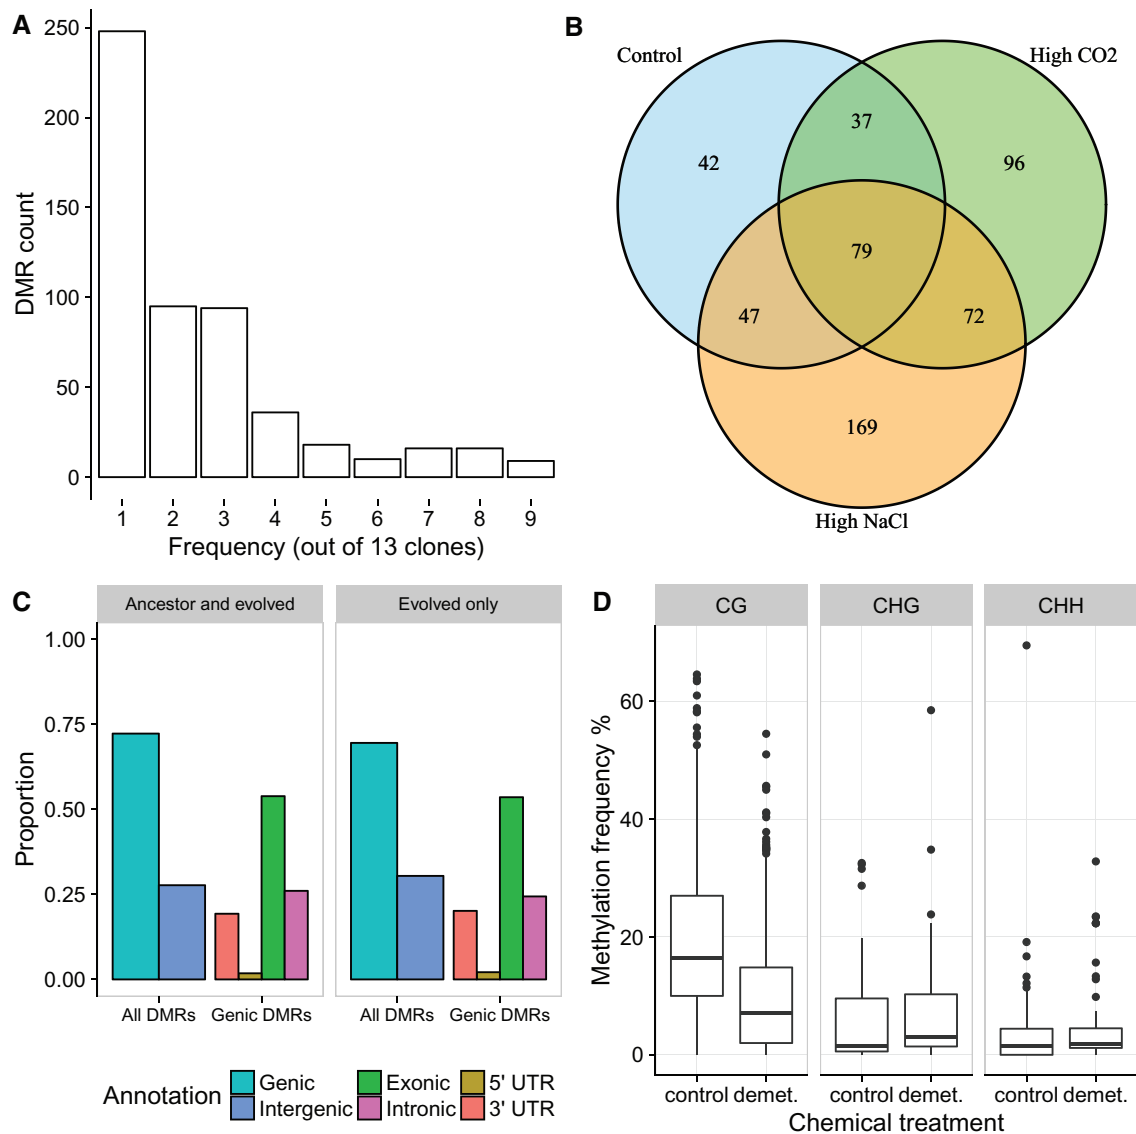 A
250
200
150
100
50
0
DMR count
1 2 3 4 5 6 7 8 9
Frequency (out of 13 clones)
B
Control
High CO2
37
42
96
79
47
72
169
High NaCl
C
Ancestor and evolved
Evolved only
1.00
0.75
0.50
0.25
0.00
Proportion
All DMRs Genic DMRs
All DMRs Genic DMRs
Annotation
Genic
Exonic
5' UTR
Intergenic
Intronic
3' UTR
D
CG
CHG
CHH
60
40
20
0
Methylation frequency %
control demet.
control demet.
control demet.
Chemical treatment